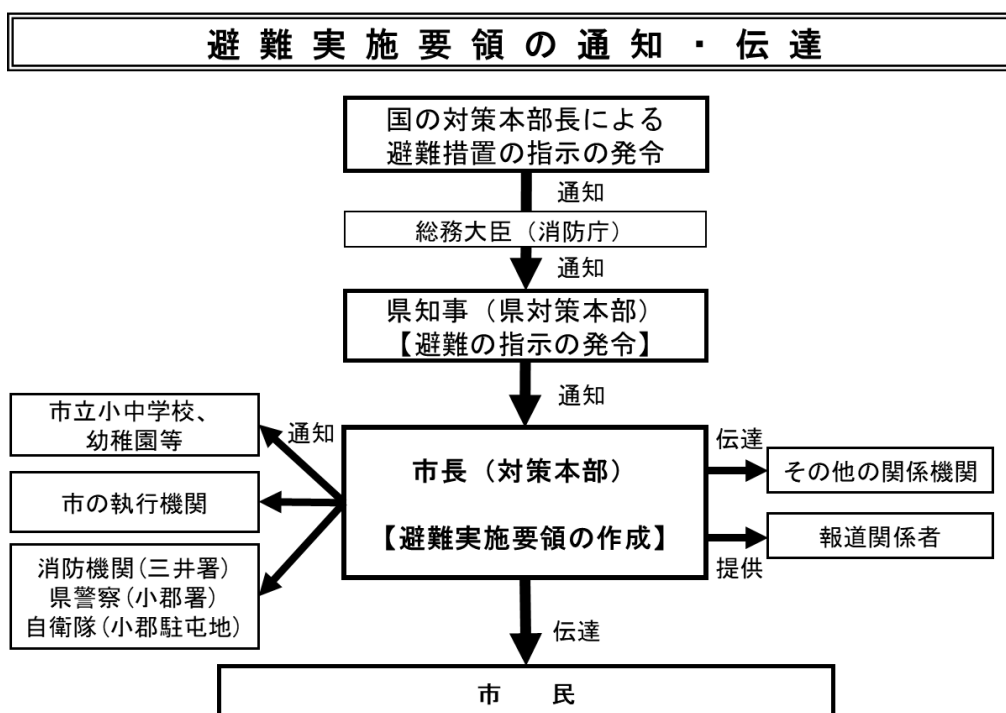 避難実施要領の通知・伝達
国の対策本部長による
避難措置の指示の発令
通知
総務大臣（消防庁）
通知
県知事（県対策本部）
【避難の指示の発令】
通知
市立小中学校、
幼稚園等
通知
市の執行機関
消防機関(三井署)
県警察(小郡署)
自衛隊(小郡駐屯地)
市長（対策本部）
【避難実施要領の作成】
伝達
その他の関係機関
報道関係者
提供
伝達
市　民